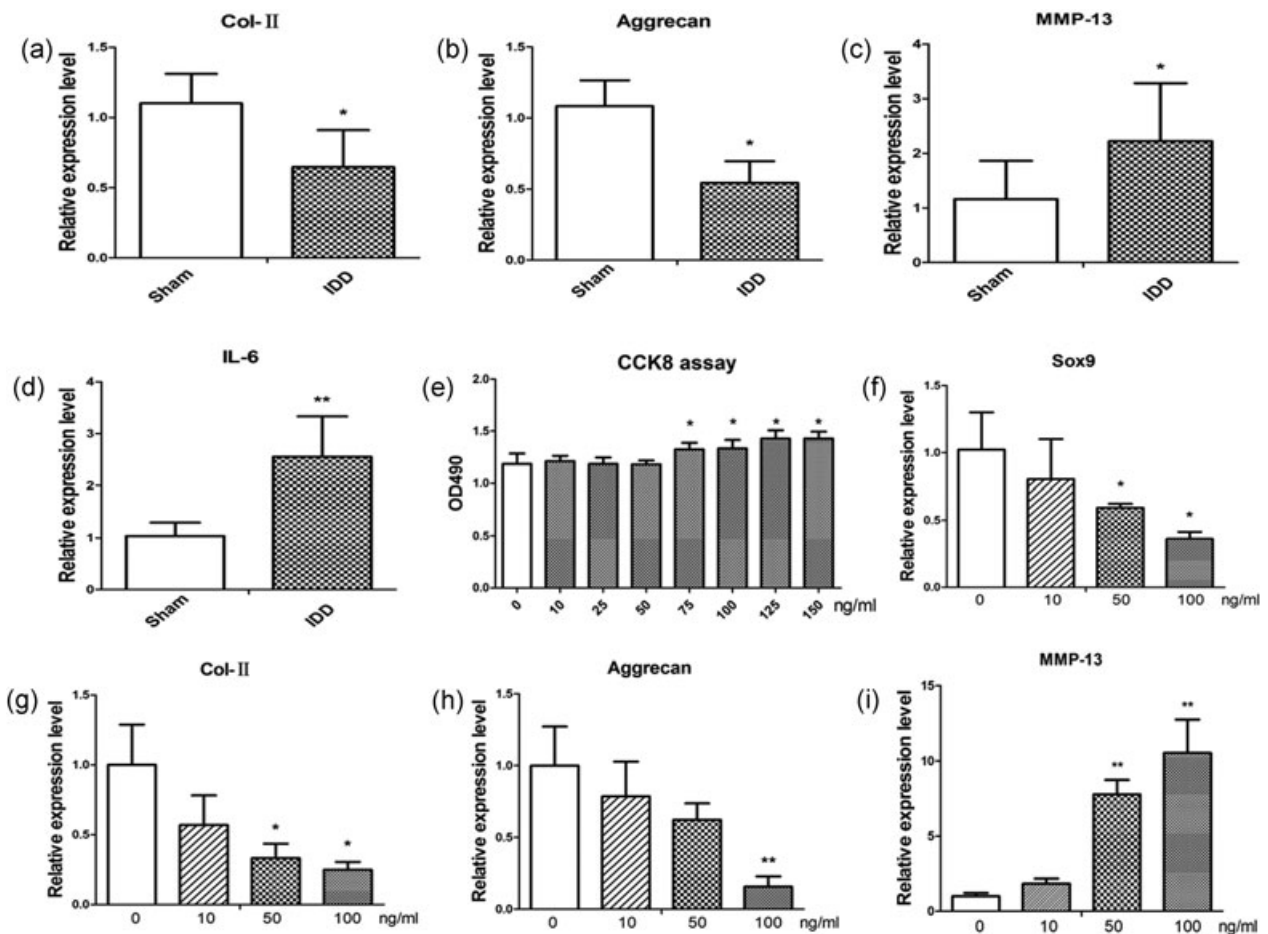 Col-Ⅱ
(a)
Relative expression level
1.5
1.0
0.5
0.0
*
Sham
IDD
Aggrecan
(b)
Relative expression level
1.5
1.0
0.5
0.0
*
Sham
IDD
MMP-13
(c)
Relative expression level
4
3
2
1
0
*
Sham
IDD
IL-6
(d)
Relative expression level
4
3
2
1
0
**
Sham
IDD
CCK8 assay
(e)
OD490
2.0
1.5
1.0
0.5
0.0
* * * *
0 10 25 50 75 100 125 150 ng/ml
Sox9
(f)
Relative expression level
1.5
1.0
0.5
0.0
* *
0 10 50 100 ng/ml
Col-Ⅱ
(g)
Relative expression level
1.5
1.0
0.5
0.0
* *
0 10 50 100 ng/ml
Aggrecan
(h)
Relative expression level
1.5
1.0
0.5
0.0
**
0 10 50 100 ng/ml
MMP-13
(i)
Relative expression level
15
10
5
0
** **
0 10 50 100 ng/ml